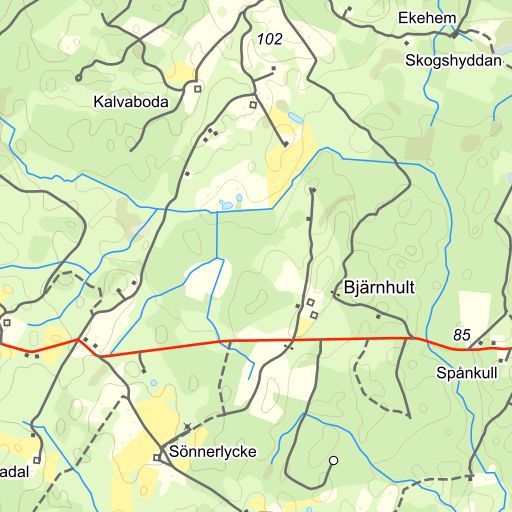 Ekehem
102
Skogshyddan
Kalvaboda
Bjärnhult
85
Spånkull
Sönnerlycke
adal